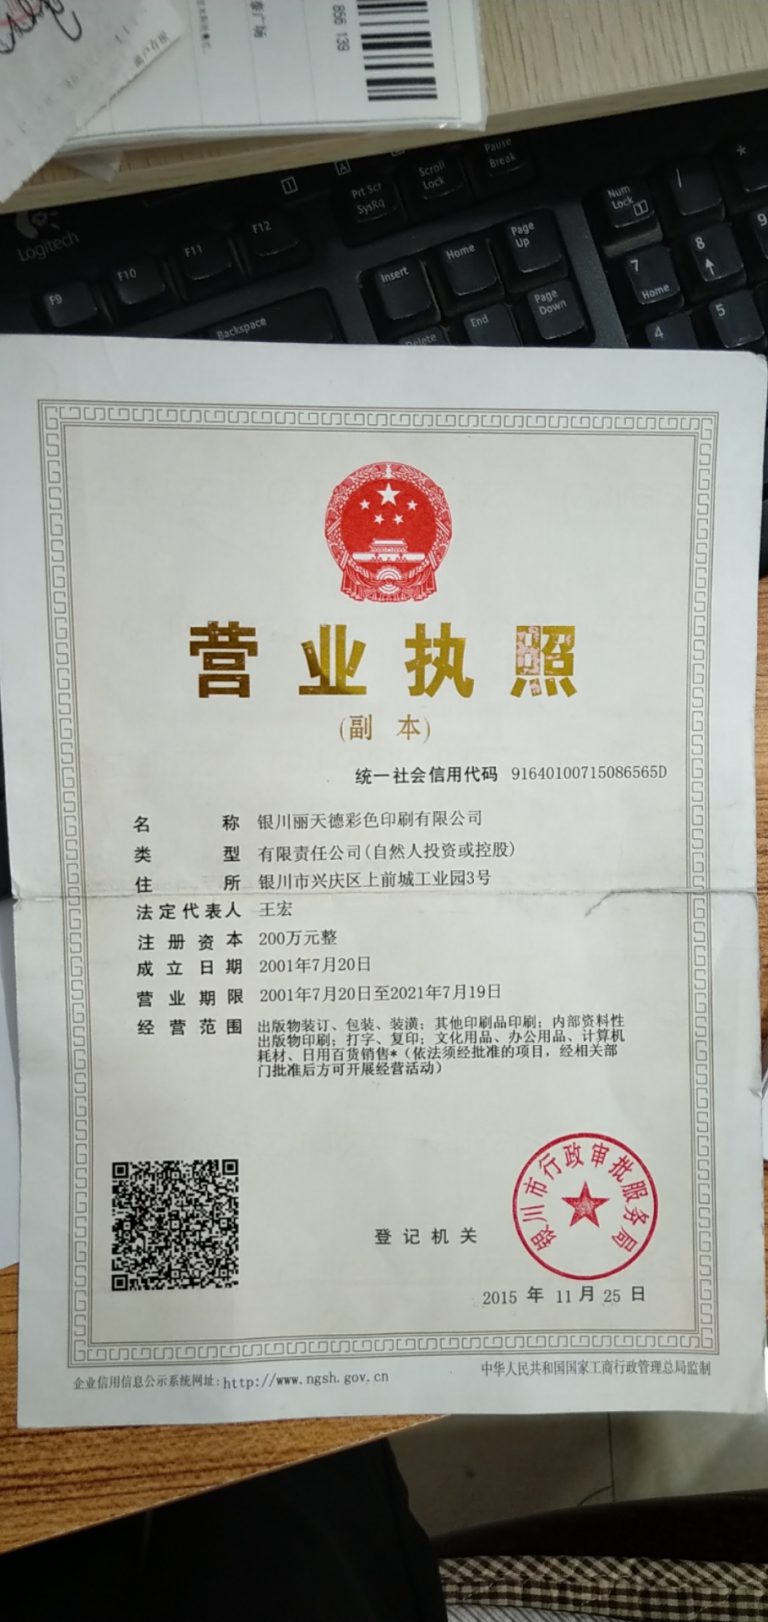 856 139
Logitech
Prt Scr
SysRq
Scroll
Lock
Pause
Break
Num
Lock
F9
F10
F11
F12
Backspace
Insert
Home
Page
Up
Delete
End
Page
Down
7
Home
8
9
4
5
营业执照
(副 本)
统一社会信用代码 91640100715086565D
名 称 银川丽天德彩色印刷有限公司
类 型 有限责任公司(自然人投资或控股)
住 所 银川市兴庆区上前城工业园3号
法定代表人 王宏
注册资本 200万元整
成立日期 2001年7月20日
营业期限 2001年7月20日至2021年7月19日
经营范围 出版物装订、包装、装潢；其他印刷品印刷；内部资料性
出版物印刷；打字、复印；文化用品、办公用品、计算机
耗材、日用百货销售*（依法须经批准的项目，经相关部
门批准后方可开展经营活动）
银川市行政审批服务局
登记机关
2015 年 11 月 25 日
企业信用信息公示系统网址:http://www.ngsh.gov.cn
中华人民共和国国家工商行政管理总局监制